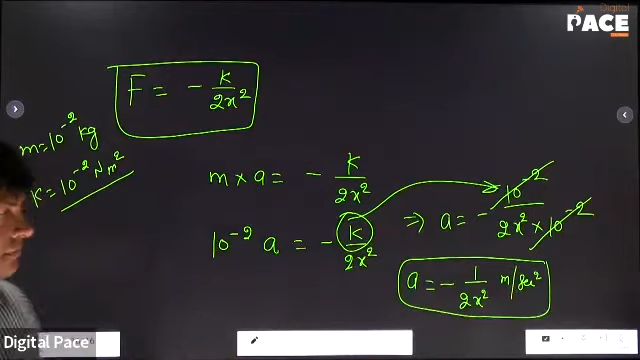 Digital
PACE
F = - k / 2x²
m = 10⁻² kg
k = 10⁻² Nm²
m × a = - k / 2x²
10⁻² a = - k / 2x²
⇒ a = - 10⁻² / 2x² × 10⁻²
a = - 1 / 2x² m/sec²
Digital Pace